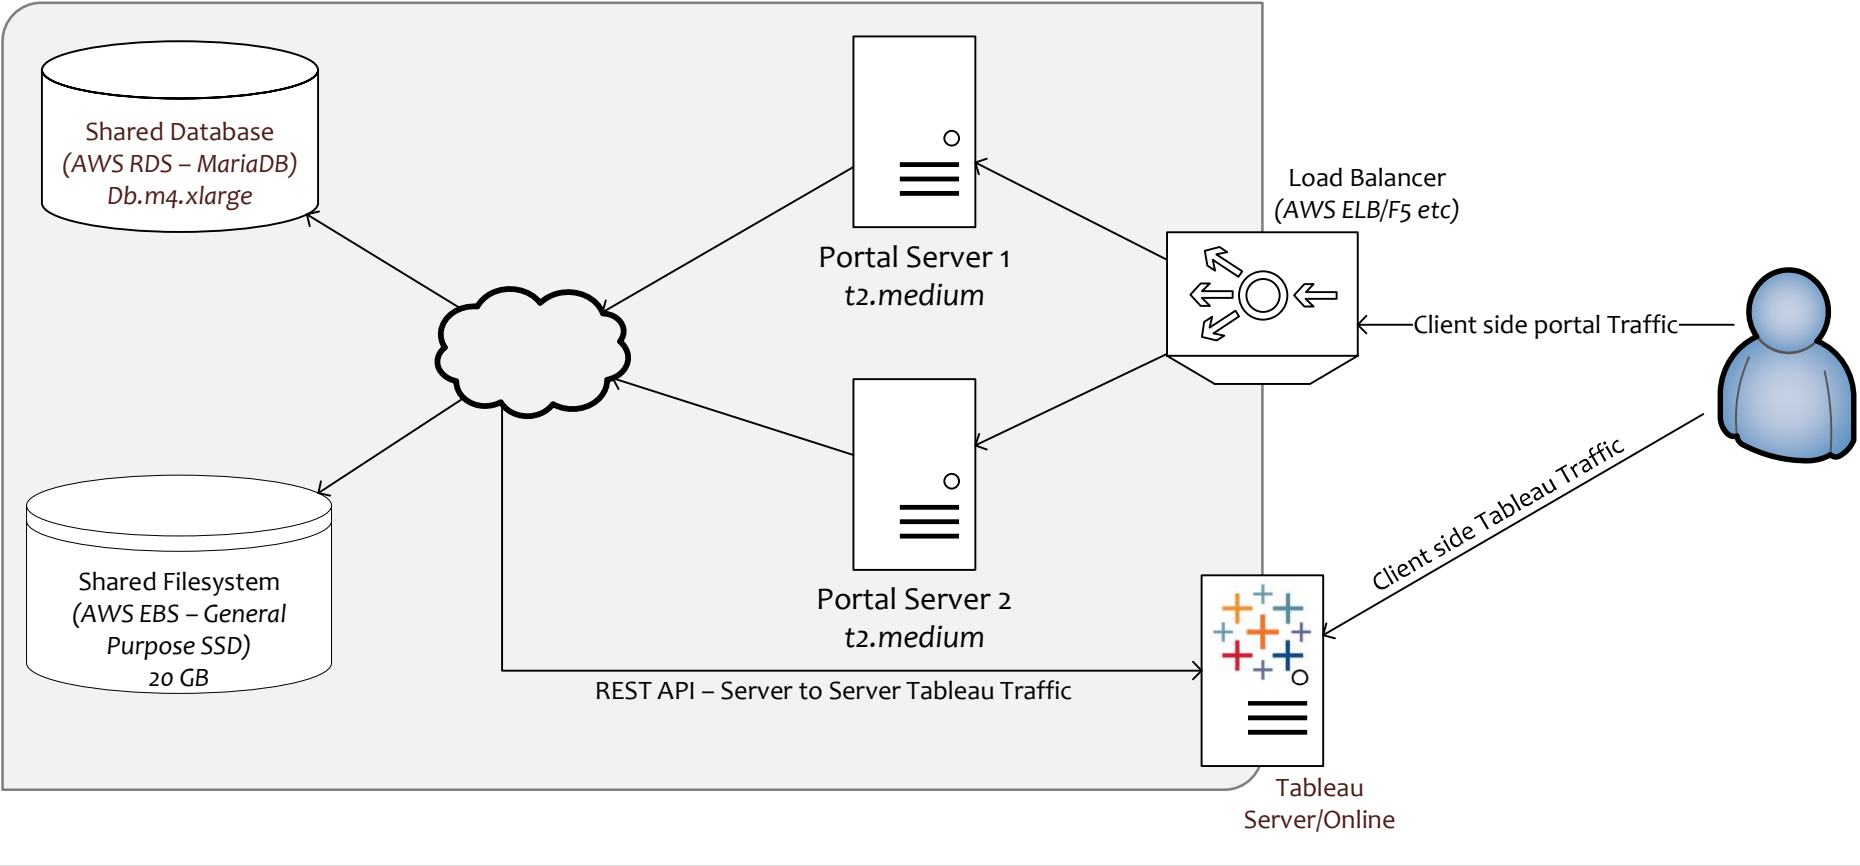 Shared Database
(AWS RDS – MariaDB)
Db.m4.xlarge
Portal Server 1
t2.medium
Load Balancer
(AWS ELB/F5 etc)
Client side portal Traffic
Client side Tableau Traffic
Shared Filesystem
(AWS EBS – General
Purpose SSD)
20 GB
Portal Server 2
t2.medium
REST API – Server to Server Tableau Traffic
Tableau
Server/Online